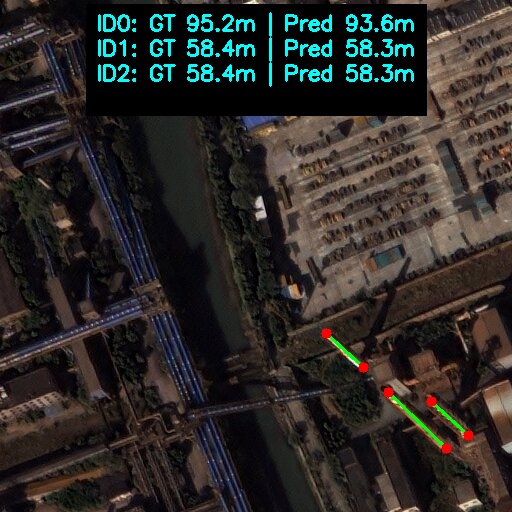 ID0: GT 95.2m | Pred 93.6m
ID1: GT 58.4m | Pred 58.3m
ID2: GT 58.4m | Pred 58.3m